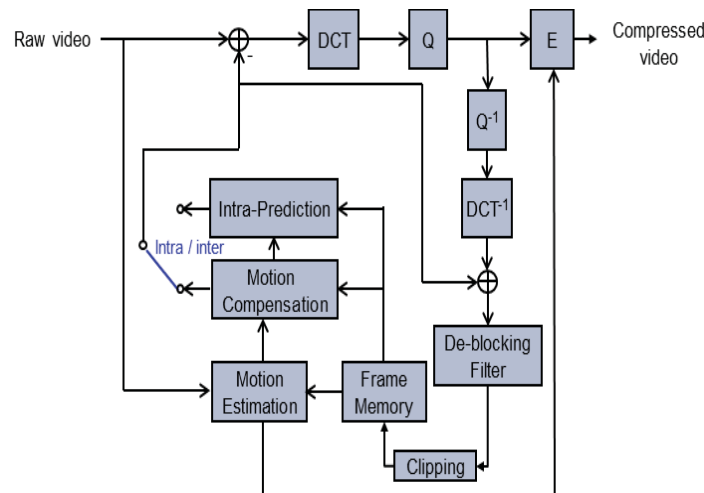 Raw video
-
DCT
Q
E
Compressed
video
Q-1
DCT-1
Intra-Prediction
Intra / inter
Motion
Compensation
De-blocking
Filter
Motion
Estimation
Frame
Memory
Clipping